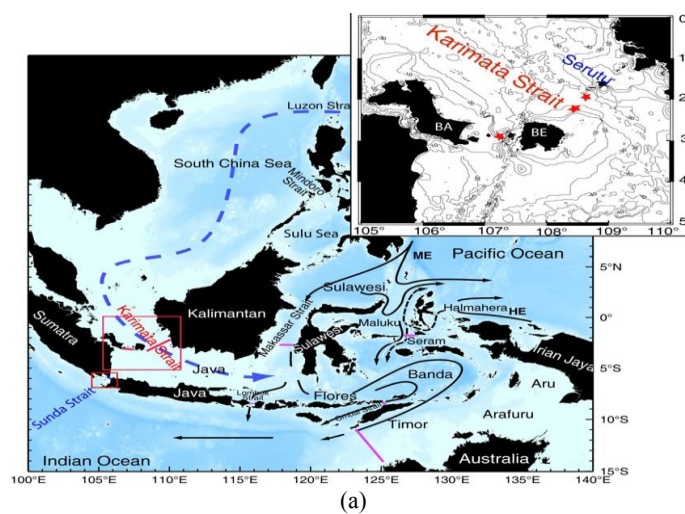 0
1
2
3
4
5
105°E
106°E
107°E
108°E
109°E
110°E
Karimata Strait
Serutu
BA
BE
Luzon Strait
South China Sea
Mindoro
Strait
Sulu Sea
Pacific Ocean
ME
Sulawesi
Kalimantan
Makassar Strait
Halmahera
HE
Maluku
Sulawesi
Seram
Irian Jaya
Sumatra
Karimata Strait
Java
Banda
Aru
Java
Lombok
Strait
Flores
Ombai Strait
Arafuru
Sunda Strait
Timor
Indian Ocean
Australia
5°N
0°
5°S
10°S
15°S
100°E
105°E
110°E
115°E
120°E
125°E
130°E
135°E
140°E
(a)